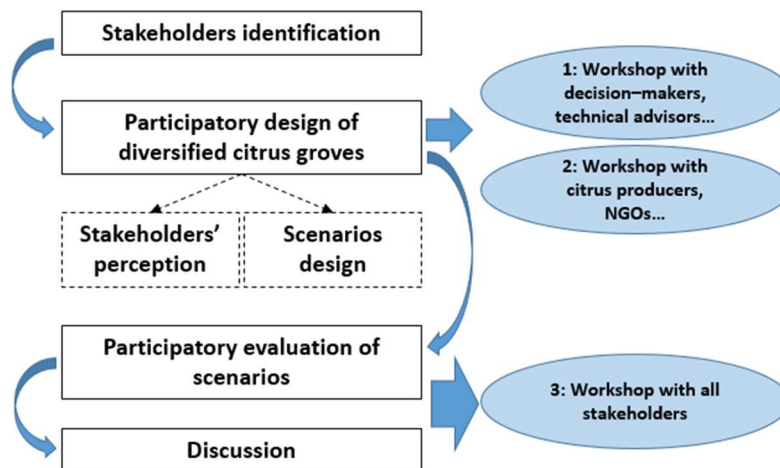 Stakeholders identification
Participatory design of
diversified citrus groves
Stakeholders’
perception
Scenarios
design
Participatory evaluation of
scenarios
Discussion
1: Workshop with
decision–makers,
technical advisors...
2: Workshop with
citrus producers,
NGOs...
3: Workshop with all
stakeholders